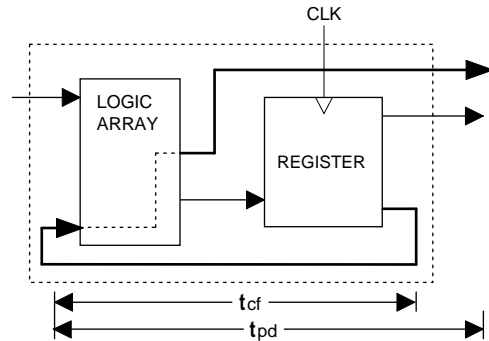 CLK
LOGIC
ARRAY
REGISTER
tcf
tpd